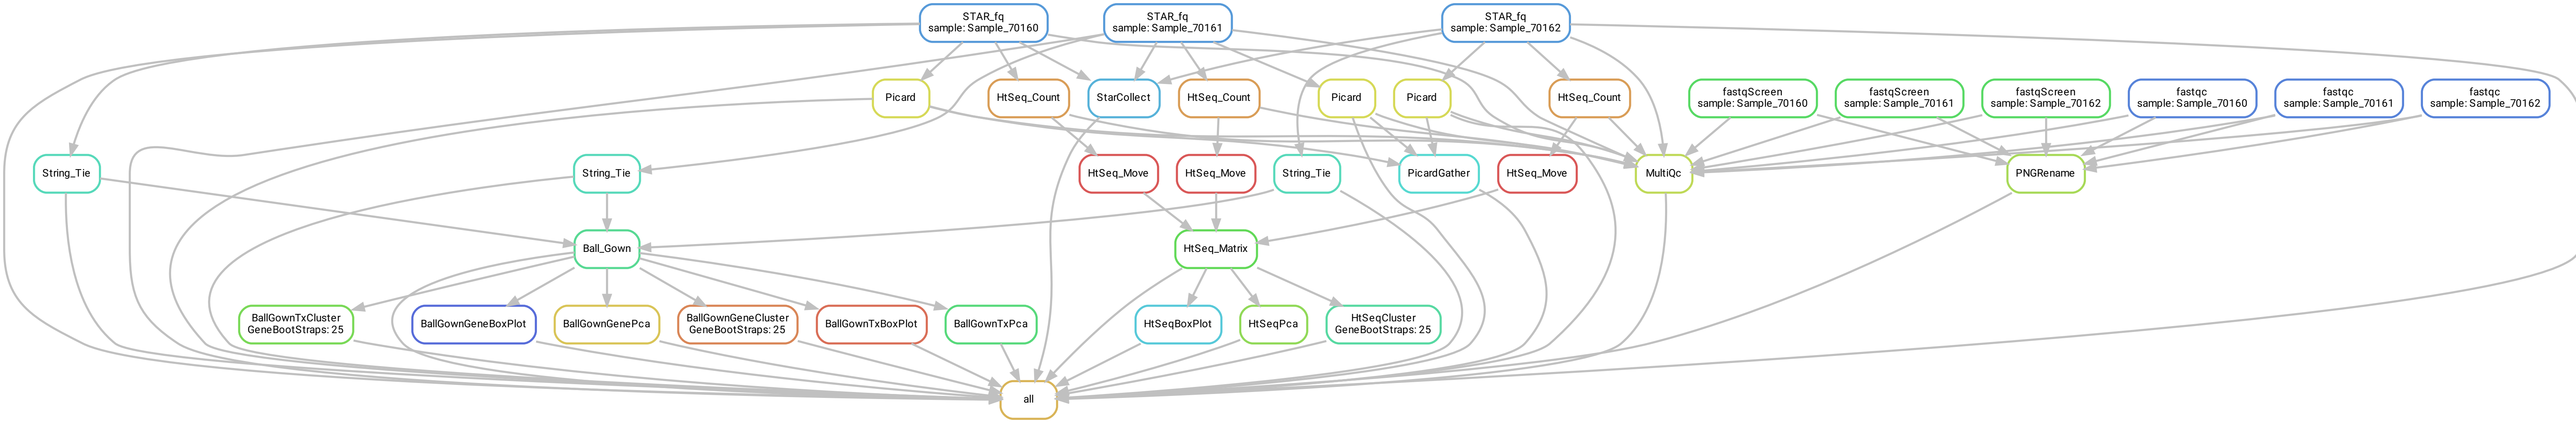 STAR_fq
sample: Sample_70160
STAR_fq
sample: Sample_70161
STAR_fq
sample: Sample_70162
Picard
HtSeq_Count
StarCollect
HtSeq_Count
Picard
Picard
HtSeq_Count
fastqScreen
sample: Sample_70160
fastqScreen
sample: Sample_70161
fastqScreen
sample: Sample_70162
fastqc
sample: Sample_70160
fastqc
sample: Sample_70161
fastqc
sample: Sample_70162
String_Tie
String_Tie
HtSeq_Move
HtSeq_Move
String_Tie
PicardGather
HtSeq_Move
MultiQc
PNGRename
Ball_Gown
HtSeq_Matrix
BallGownTxCluster
GeneBootStraps: 25
BallGownGeneBoxPlot
BallGownGenePca
BallGownGeneCluster
GeneBootStraps: 25
BallGownTxBoxPlot
BallGownTxPca
HtSeqBoxPlot
HtSeqPca
HtSeqCluster
GeneBootStraps: 25
all